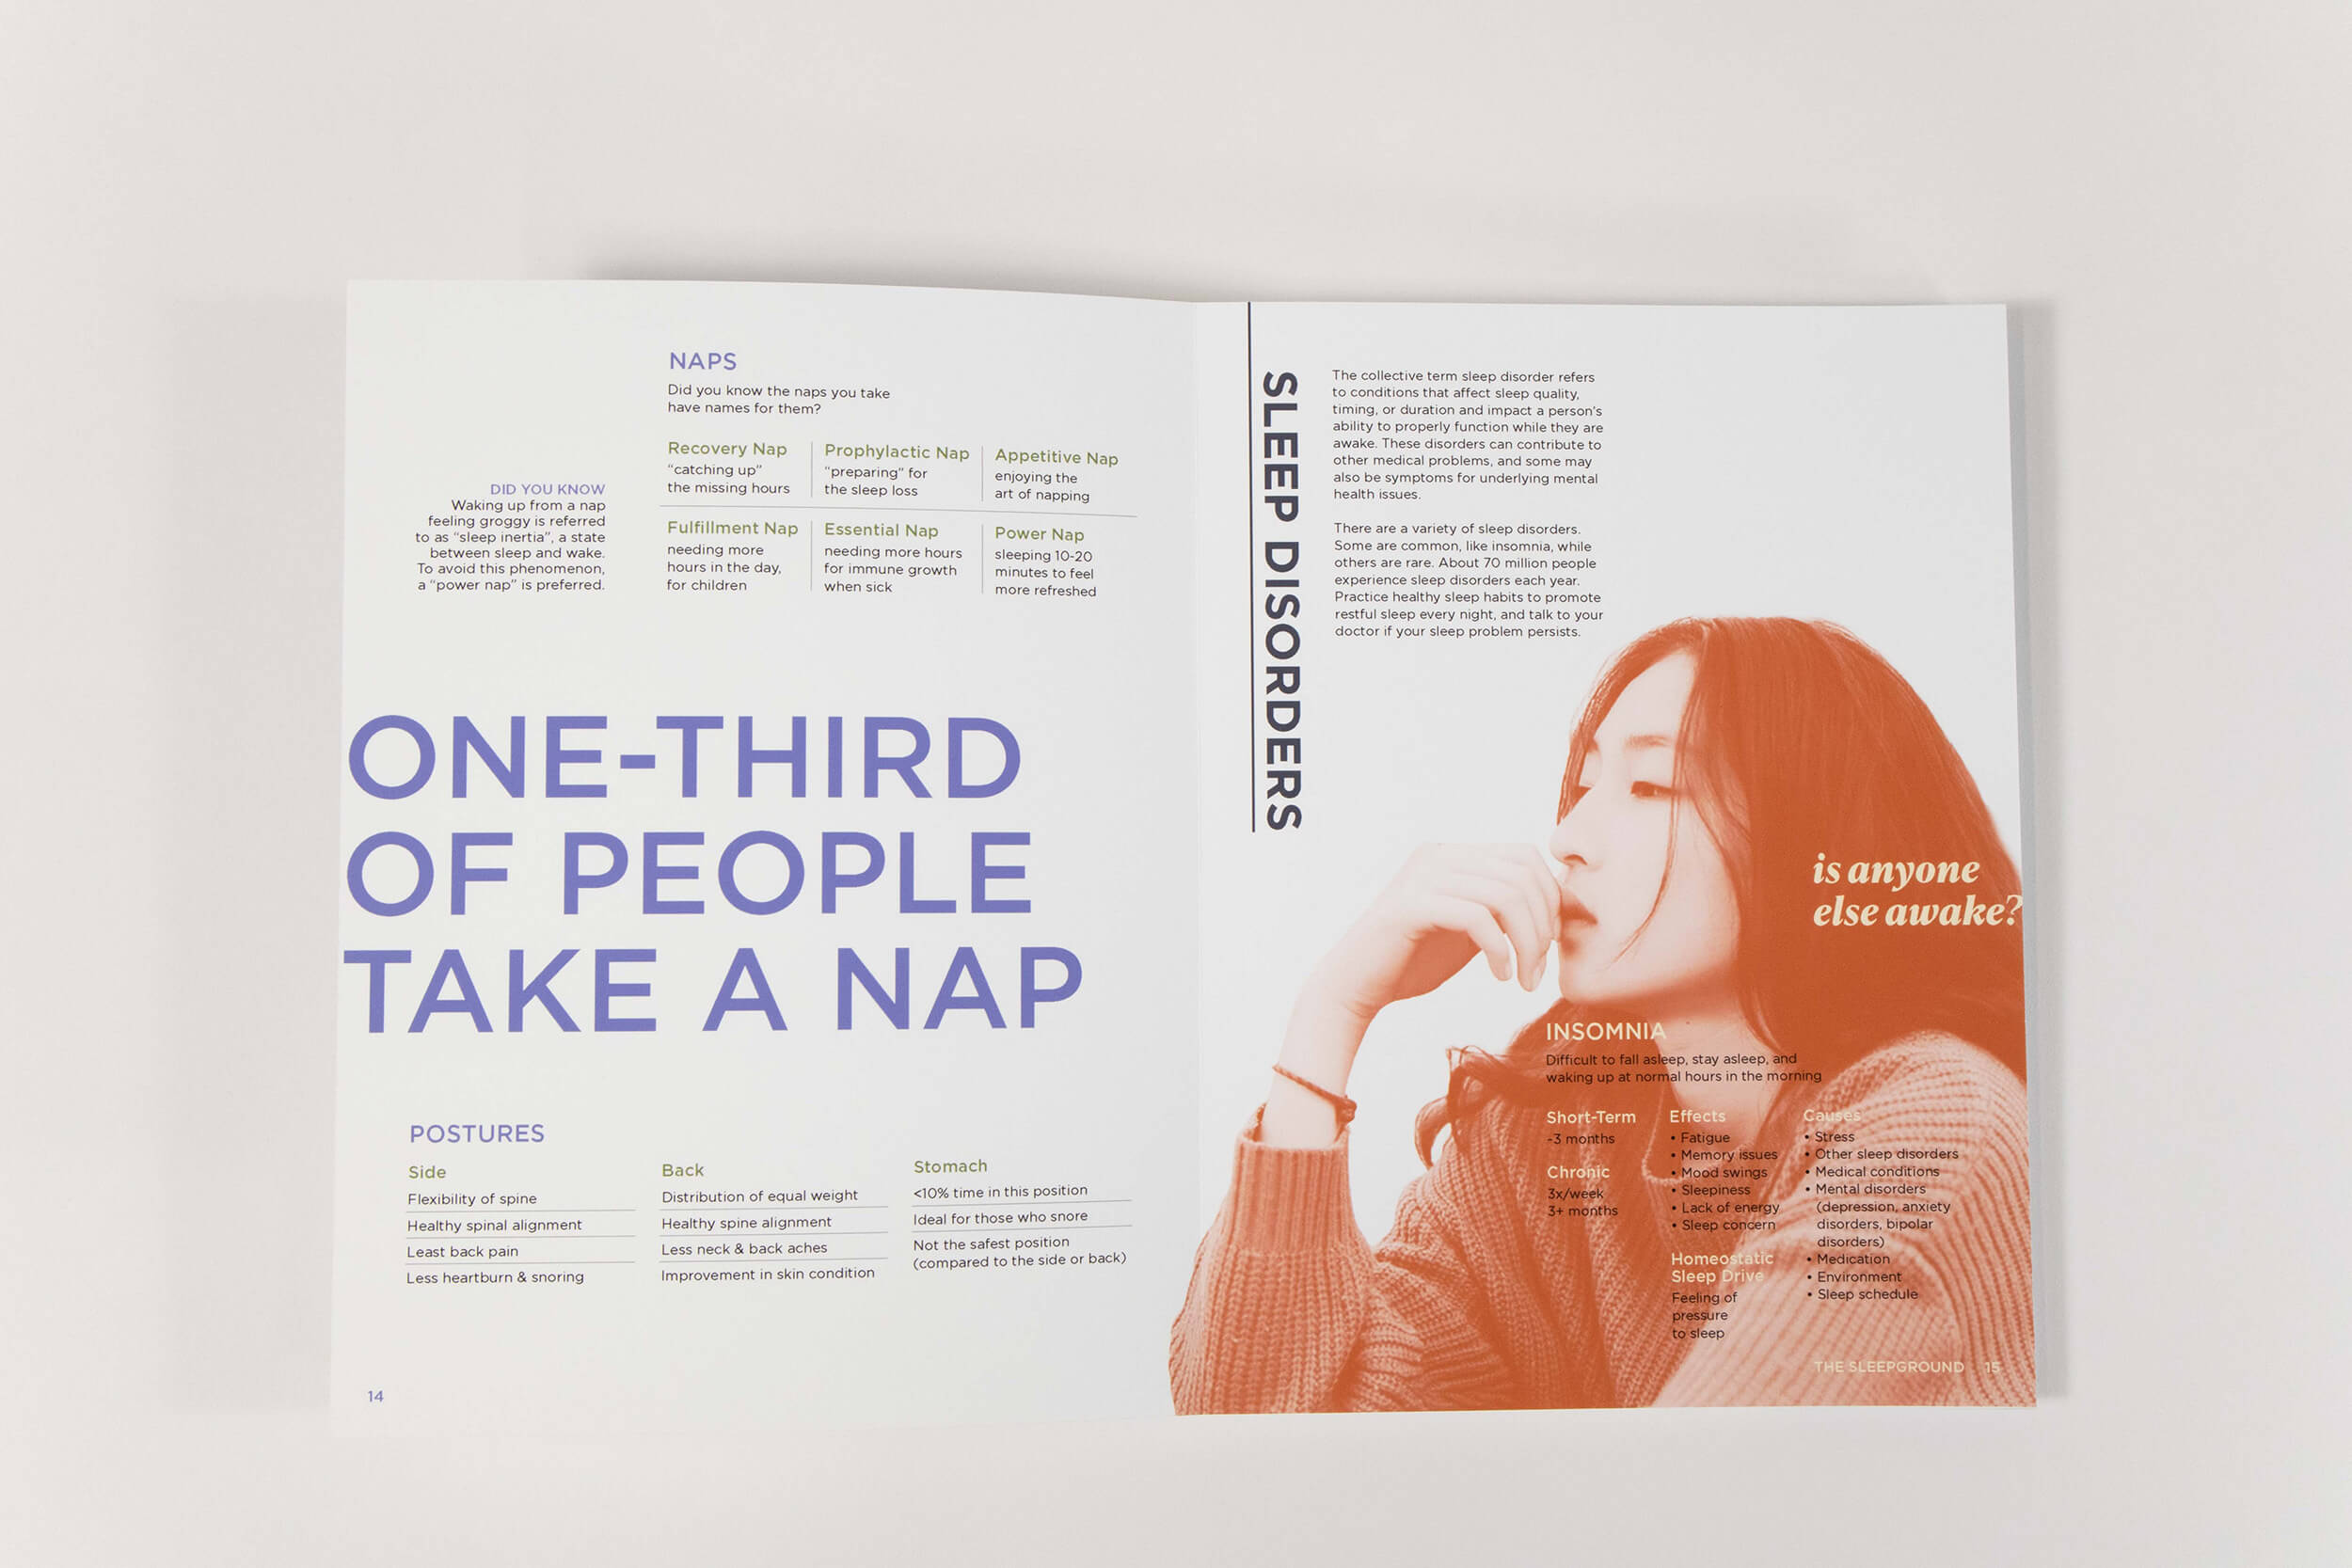 NAPS
Did you know the naps you take
have names for them?
Recovery Nap
"catching up"
the missing hours
Prophylactic Nap
"preparing" for
the sleep loss
Appetitive Nap
enjoying the
art of napping
Fulfillment Nap
needing more
hours in the day,
for children
Essential Nap
needing more hours
for immune growth
when sick
Power Nap
sleeping 10-20
minutes to feel
more refreshed
DID YOU KNOW
Waking up from a nap
feeling groggy is referred
to as "sleep inertia", a state
between sleep and wake.
To avoid this phenomenon,
a "power nap" is preferred.
ONE-THIRD
OF PEOPLE
TAKE A NAP
POSTURES
Side
Flexibility of spine
Healthy spinal alignment
Least back pain
Less heartburn & snoring
Back
Distribution of equal weight
Healthy spine alignment
Less neck & back aches
Improvement in skin condition
Stomach
<10% time in this position
Ideal for those who snore
Not the safest position
(compared to the side or back)
14
SLEEP DISORDERS
The collective term sleep disorder refers
to conditions that affect sleep quality,
timing, or duration and impact a person's
ability to properly function while they are
awake. These disorders can contribute to
other medical problems, and some may
also be symptoms for underlying mental
health issues.
There are a variety of sleep disorders.
Some are common, like insomnia, while
others are rare. About 70 million people
experience sleep disorders each year.
Practice healthy sleep habits to promote
restful sleep every night, and talk to your
doctor if your sleep problem persists.
is anyone
else awake?
INSOMNIA
Difficult to fall asleep, stay asleep, and
waking up at normal hours in the morning
Short-Term
-3 months
Chronic
3x/week
3+ months
Effects
• Fatigue
• Memory issues
• Mood swings
• Sleepiness
• Lack of energy
• Sleep concern
Homeostatic
Sleep Drive
Feeling of
pressure
to sleep
Causes
• Stress
• Other sleep disorders
• Medical conditions
• Mental disorders
(depression, anxiety
disorders, bipolar
disorders)
• Medication
• Environment
• Sleep schedule
THE SLEEPGROUND 15